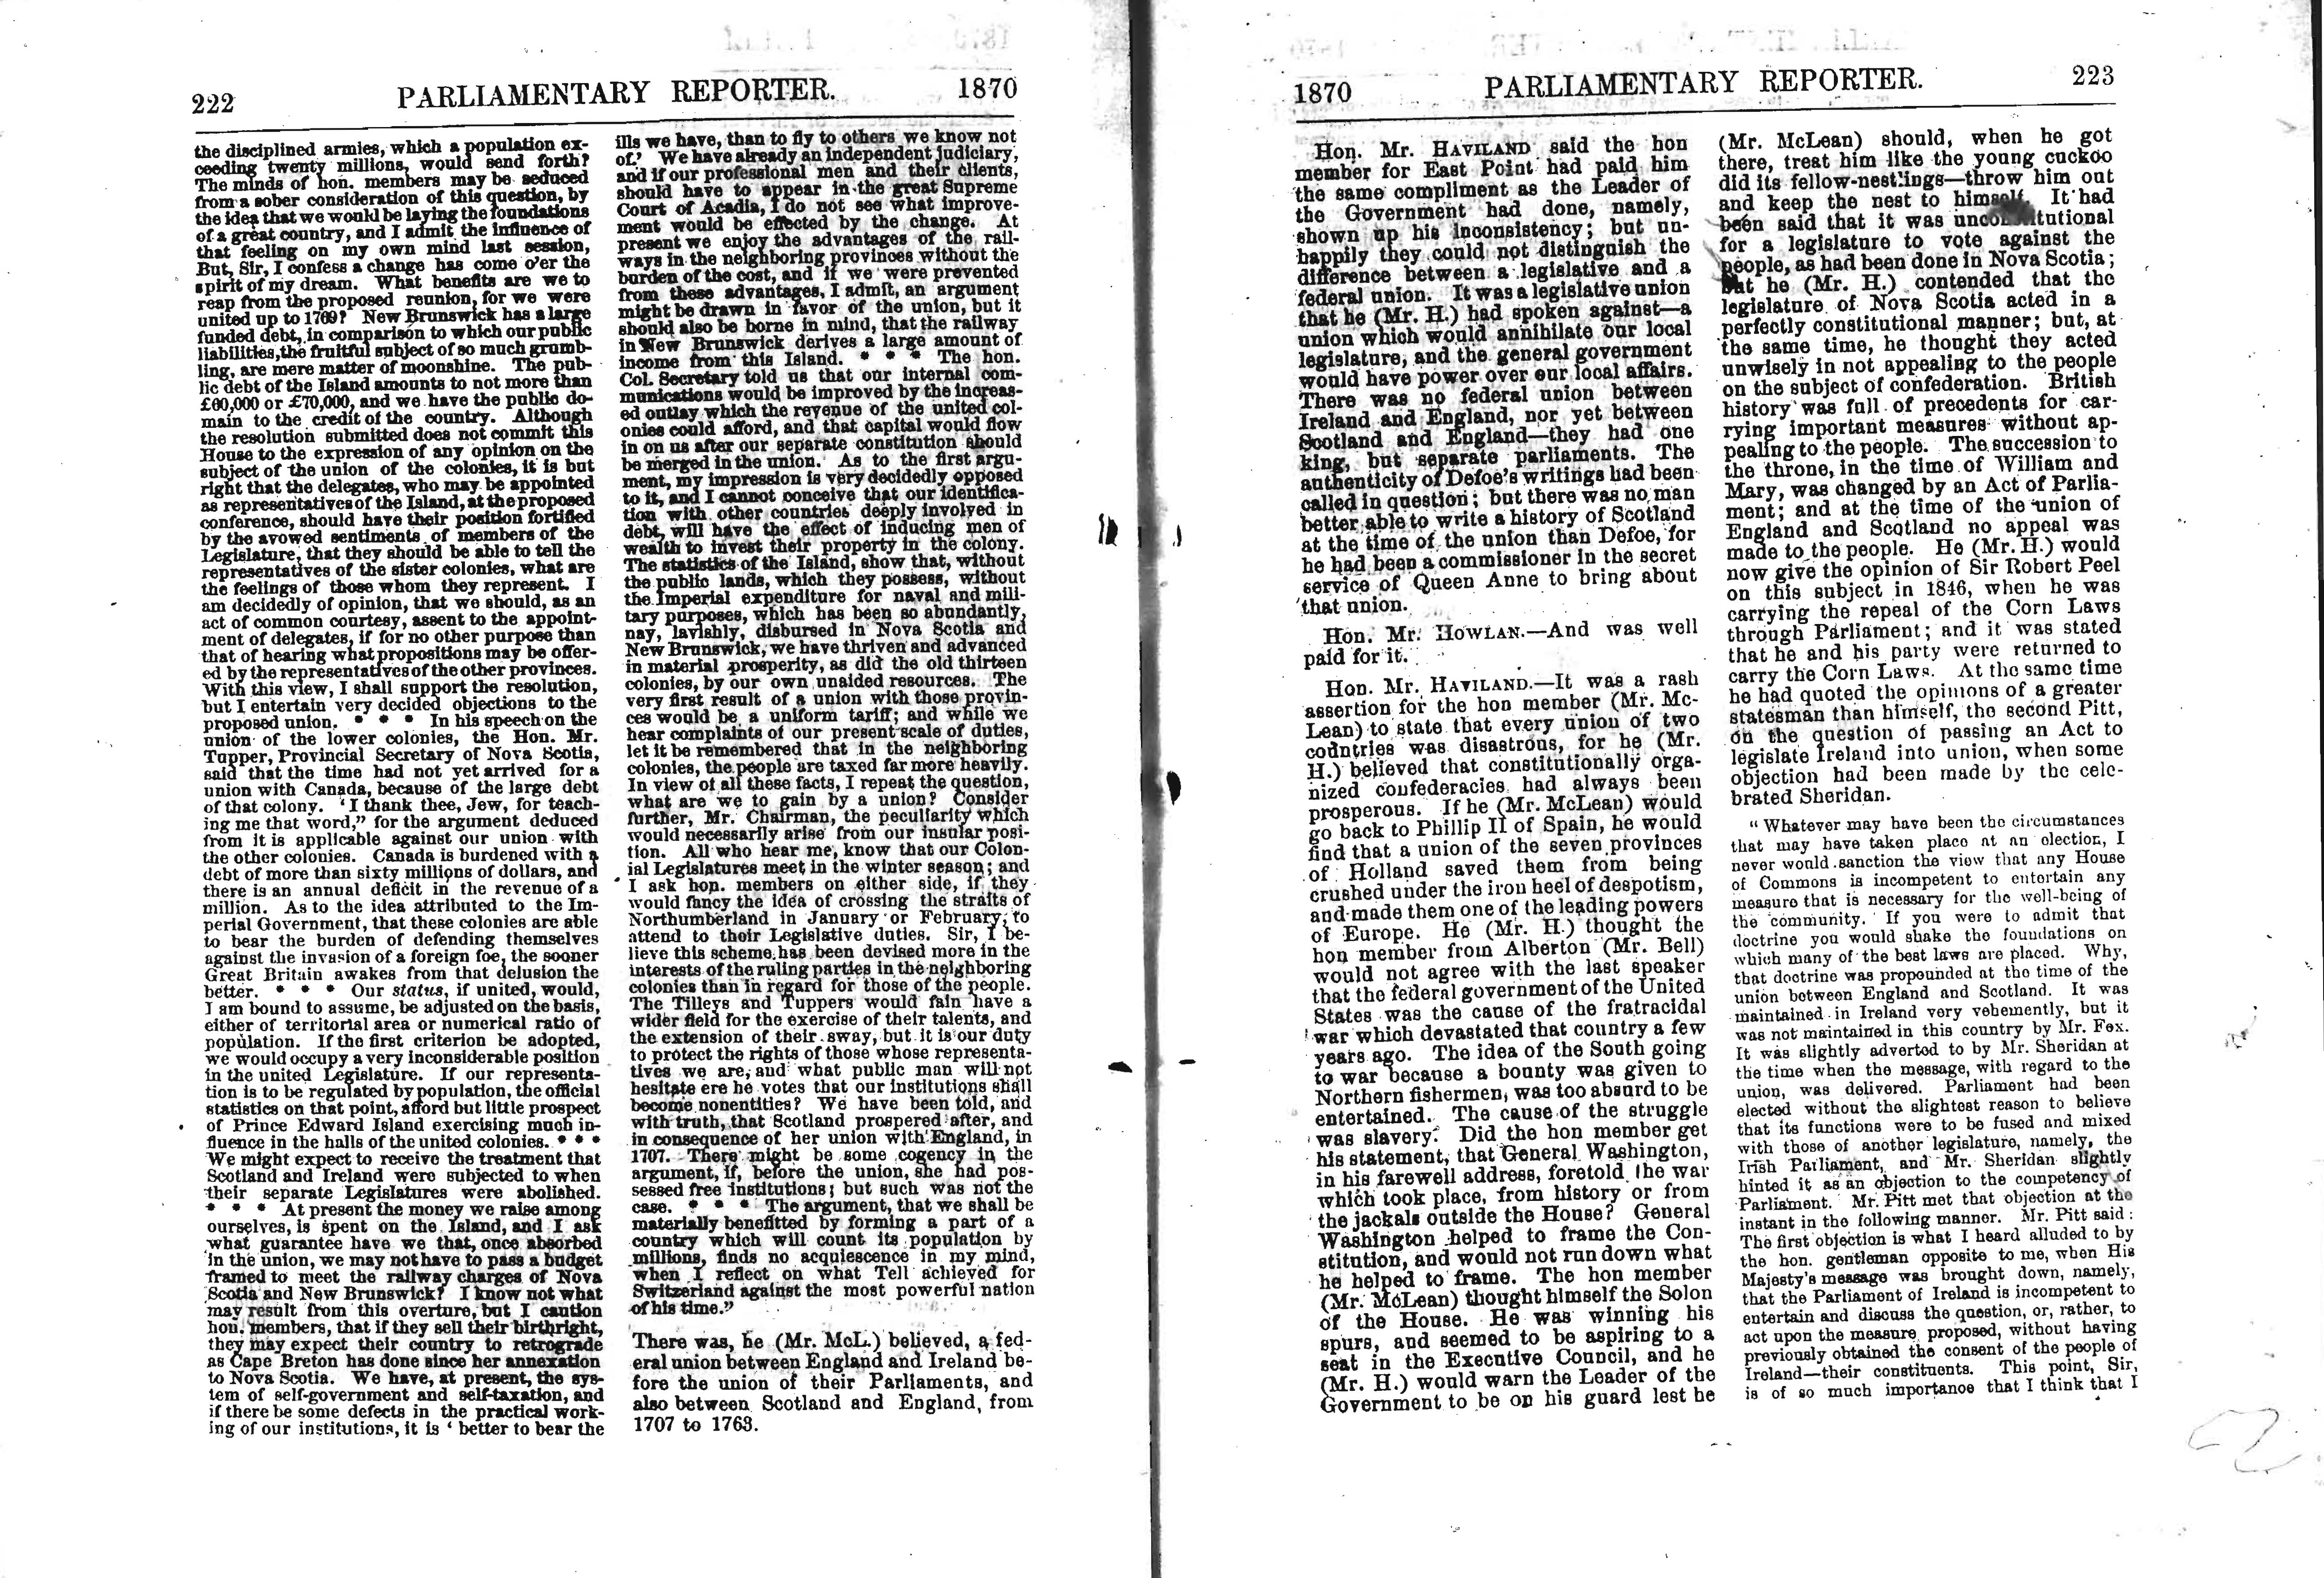 222 PARLIAMENTARY REPORTER. 1870
the disciplined armies, which a population ex-
ceeding twenty millions, would send forth?
The minds of hon. members may be seduced
from a sober consideration of this question, by
the idea that we would be laying the foundations
of a great country, and I admit the influence of
that feeling on my own mind last session,
But, Sir, I confess a change has come o'er the
spirit of my dream. What benefits are we to
reap from the proposed reunion, for we were
united up to 1769? New Brunswick has a large
funded debt, in comparison to which our public
liabilities,the fruitful subject of so much grumb-
ling, are mere matter of moonshine. The pub-
lic debt of the Island amounts to not more than
£60,000 or £70,000, and we have the public do-
main to the credit of the country. Although
the resolution submitted does not commit this
House to the expression of any opinion on the
subject of the union of the colonies, it is but
right that the delegates, who may be appointed
as representatives of the Island, at the proposed
conference, should have their position fortified
by the avowed sentiments of members of the
Legislature, that they should be able to tell the
representatives of the sister colonies, what are
the feelings of those whom they represent. I
am decidedly of opinion, that we should, as an
act of common courtesy, assent to the appoint-
ment of delegates, if for no other purpose than
that of hearing what propositions may be offer-
ed by the representatives of the other provinces.
With this view, I shall support the resolution,
but I entertain very decided objections to the
proposed union. * * * In his speech on the
union of the lower colonies, the Hon. Mr.
Tupper, Provincial Secretary of Nova Scotia,
said that the time had not yet arrived for a
union with Canada, because of the large debt
of that colony. 'I thank thee, Jew, for teach-
ing me that word,” for the argument deduced
from it is applicable against our union with
the other colonies. Canada is burdened with a
debt of more than sixty millions of dollars, and
there is an annual deficit in the revenue of a
million. As to the idea attributed to the Im-
perial Government, that these colonies are able
to bear the burden of defending themselves
against the invasion of a foreign foe, the sooner
Great Britain awakes from that delusion the
better. * * * Our status, if united, would,
I am bound to assume, be adjusted on the basis,
either of territorial area or numerical ratio of
population. If the first criterion be adopted,
we would occupy a very inconsiderable position
in the united Legislature. If our representa-
tion is to be regulated by population, the official
statistics on that point, afford but little prospect
of Prince Edward Island exercising much in-
fluence in the halls of the united colonies. * * *
We might expect to receive the treatment that
Scotland and Ireland were subjected to when
their separate Legislatures were abolished.
* * * At present the money we raise among
ourselves, is spent on the Island, and I ask
what guarantee have we that, once absorbed
in the union, we may not have to pass a budget
framed to meet the railway charges of Nova
Scotia and New Brunswick? I know not what
may result from this overture, but I caution
hon. members, that if they sell their birthright,
they may expect their country to retrograde
as Cape Breton has done since her annexation
to Nova Scotia. We have, at present, the sys-
tem of self-government and self-taxation, and
if there be some defects in the practical work-
ing of our institutions, it is ‘ better to bear the
ills we have, than to fly to others we know not
of.’ We have already an independent judiciary,
and if our professional men and their clients,
should have to appear in the great Supreme
Court of Acadia, I do not see what improve-
ment would be effected by the change. At
present we enjoy the advantages of the rail-
ways in the neighboring provinces without the
burden of the cost, and if we were prevented
from these advantages, I admit, an argument
might be drawn in favor of the union, but it
should also be borne in mind, that the railway
in New Brunswick derives a large amount of
income from this Island. * * * The hon.
Col. Secretary told us that our internal com-
munications would be improved by the increas-
ed outlay which the revenue of the united col-
onies could afford, and that capital would flow
in on us after our separate constitution should
be merged in the union. As to the first argu-
ment, my impression is very decidedly opposed
to it, and I cannot conceive that our identifica-
tion with other countries deeply involved in
debt, will have the effect of inducing men of
wealth to invest their property in the colony.
The statistics of the Island, show that, without
the public lands, which they possess, without
the Imperial expenditure for naval and mili-
tary purposes, which has been so abundantly,
nay, lavishly, disbursed in Nova Scotia and
New Brunswick, we have thriven and advanced
in material prosperity, as did the old thirteen
colonies, by our own unaided resources. The
very first result of a union with those provin-
ces would be a uniform tariff; and while we
hear complaints of our present scale of duties,
let it be remembered that in the neighboring
colonies, the people are taxed far more heavily.
In view of all these facts, I repeat the question,
what are we to gain by a union? Consider
further, Mr. Chairman, the peculiarity which
would necessarily arise from our insular posi-
tion. All who hear me, know that our Colon-
ial Legislatures meet in the winter season; and
I ask hon. members on either side, if they
would fancy the idea of crossing the straits of
Northumberland in January or February, to
attend to their Legislative duties. Sir, I be-
lieve this scheme has been devised more in the
interests of the ruling parties in the neighboring
colonies than in regard for those of the people.
The Tilleys and Tuppers would fain have a
wider field for the exercise of their talents, and
the extension of their sway, but it is our duty
to protect the rights of those whose representa-
tives we are, and what public man will not
hesitate ere he votes that our institutions shall
become nonentities? We have been told, and
with truth, that Scotland prospered after, and
in consequence of her union with England, in
1707. There might be some cogency in the
argument, if, before the union, she had pos-
sessed free institutions; but such was not the
case. * * * The argument, that we shall be
materially benefitted by forming a part of a
country which will count its population by
millions, finds no acquiescence in my mind,
when I reflect on what Tell achieved for
Switzerland against the most powerful nation
of his time.”
There was, he (Mr. McL.) believed, a fed-
eral union between England and Ireland be-
fore the union of their Parliaments, and
also between Scotland and England, from
1707 to 1763.
1870 PARLIAMENTARY REPORTER. 223
Hon. Mr. HAVILAND said the hon
member for East Point had paid him
the same compliment as the Leader of
the Government had done, namely,
shown up his inconsistency; but un-
happily they could not distinguish the
difference between a legislative and a
federal union. It was a legislative union
that he (Mr. H.) had spoken against—a
union which would annihilate our local
legislature, and the general government
would have power over our local affairs.
There was no federal union between
Ireland and England, nor yet between
Scotland and England—they had one
king, but separate parliaments. The
authenticity of Defoe's writings had been
called in question; but there was no man
better able to write a history of Scotland
at the time of the union than Defoe, for
he had been a commissioner in the secret
service of Queen Anne to bring about
that union.
Hon. Mr. HOWLAN.—And was well
paid for it.
Hon. Mr. HAVILAND.—It was a rash
assertion for the hon member (Mr. Mc-
Lean) to state that every union of two
countries was disastrous, for he (Mr.
H.) believed that constitutionally orga-
nized confederacies had always been
prosperous. If he (Mr. McLean) would
go back to Phillip II of Spain, he would
find that a union of the seven provinces
of Holland saved them from being
crushed under the iron heel of despotism,
and made them one of the leading powers
of Europe. He (Mr. H.) thought the
hon member from Alberton (Mr. Bell)
would not agree with the last speaker
that the federal government of the United
States was the cause of the fratracidal
war which devastated that country a few
years ago. The idea of the South going
to war because a bounty was given to
Northern fishermen, was too absurd to be
entertained. The cause of the struggle
was slavery. Did the hon member get
his statement, that General Washington,
in his farewell address, foretold the war
which took place, from history or from
the jackals outside the House? General
Washington helped to frame the Con-
stitution, and would not run down what
he helped to frame. The hon member
(Mr. McLean) thought himself the Solon
of the House. He was winning his
spurs, and seemed to be aspiring to a
seat in the Executive Council, and he
(Mr. H.) would warn the Leader of the
Government to be on his guard lest he
(Mr. McLean) should, when he got
there, treat him like the young cuckoo
did its fellow-nestlings—throw him out
and keep the nest to himself. It had
been said that it was unconstitutional
for a legislature to vote against the
people, as had been done in Nova Scotia;
but he (Mr. H.) contended that the
legislature of Nova Scotia acted in a
perfectly constitutional manner; but, at
the same time, he thought they acted
unwisely in not appealing to the people
on the subject of confederation. British
history was full of precedents for car-
rying important measures without ap-
pealing to the people. The succession to
the throne, in the time of William and
Mary, was changed by an Act of Parlia-
ment; and at the time of the union of
England and Scotland no appeal was
made to the people. He (Mr. H.) would
now give the opinion of Sir Robert Peel
on this subject in 1846, when he was
carrying the repeal of the Corn Laws
through Parliament; and it was stated
that he and his party were returned to
carry the Corn Laws. At the same time
he had quoted the opinions of a greater
statesman than himself, the second Pitt,
on the question of passing an Act to
legislate Ireland into union, when some
objection had been made by the cele-
brated Sheridan.
“ Whatever may have been the circumstances
that may have taken place at an election, I
never would sanction the view that any House
of Commons is incompetent to entertain any
measure that is necessary for the well-being of
the community. If you were to admit that
doctrine you would shake the foundations on
which many of the best laws are placed. Why,
that doctrine was propounded at the time of the
union between England and Scotland. It was
maintained in Ireland very vehemently, but it
was not maintained in this country by Mr. Fox.
It was slightly adverted to by Mr. Sheridan at
the time when the message, with regard to the
union, was delivered. Parliament had been
elected without the slightest reason to believe
that its functions were to be fused and mixed
with those of another legislature, namely, the
Irish Parliament, and Mr. Sheridan slightly
hinted it as an objection to the competency of
Parliament. Mr. Pitt met that objection at the
instant in the following manner. Mr. Pitt said:
The first objection is what I heard alluded to by
the hon. gentleman opposite to me, when His
Majesty's message was brought down, namely,
that the Parliament of Ireland is incompetent to
entertain and discuss the question, or, rather, to
act upon the measure proposed, without having
previously obtained the consent of the people of
Ireland—their constituents. This point, Sir,
is of so much importance that I think that I